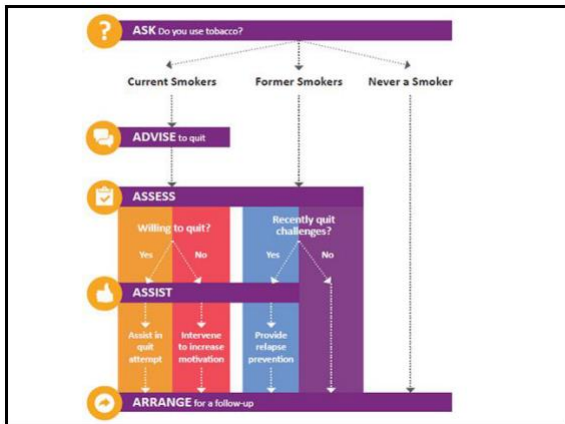 ?
ASK Do you use tobacco?
Current Smokers
Former Smokers
Never a Smoker
ADVISE to quit
ASSESS
Willing to quit?
Yes
No
Recently quit
challenges?
Yes
No
ASSIST
Assist in
quit
attempt
Intervene
to increase
motivation
Provide
relapse
prevention
ARRANGE for a follow-up